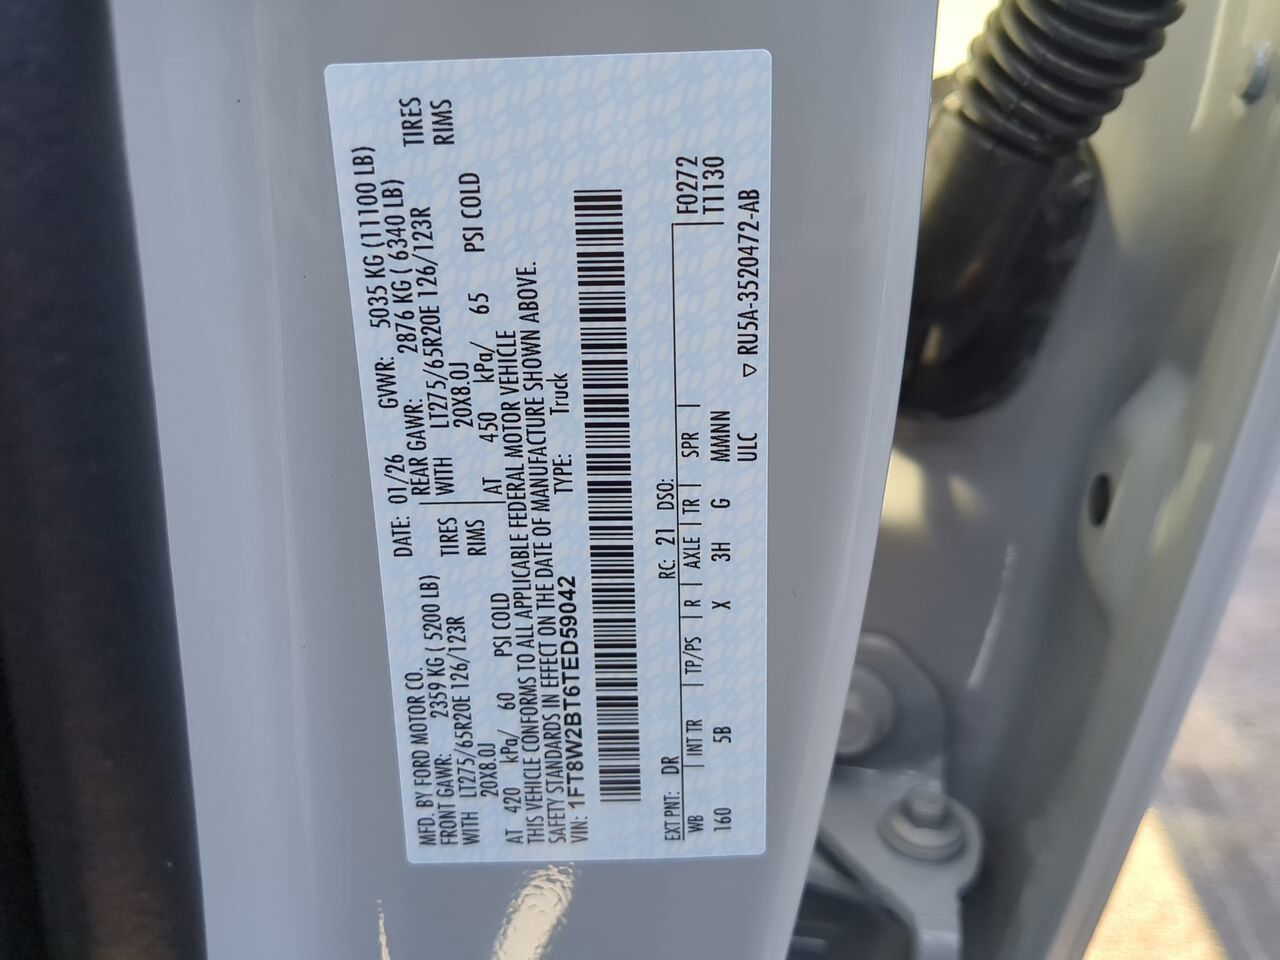 MFD. BY FORD MOTOR CO. DATE: 01/26 GVWR: 5035 KG (11100 LB)
FRONT GAWR: 2359 KG ( 5200 LB) REAR GAWR: 2876 KG ( 6340 LB)
WITH LT275/65R20E 126/123R TIRES WITH LT275/65R20E 126/123R TIRES
20X8.0J RIMS 20X8.0J RIMS
AT 420 kPa/ 60 PSI COLD AT 450 kPa/ 65 PSI COLD
THIS VEHICLE CONFORMS TO ALL APPLICABLE FEDERAL MOTOR VEHICLE
SAFETY STANDARDS IN EFFECT ON THE DATE OF MANUFACTURE SHOWN ABOVE.
VIN: 1FT8W2BT6TED59042 TYPE: Truck
EXT PNT: DR RC: 21 DSO: F0272
WB INT TR TP/PS R AXLE TR SPR T1130
160 5B X 3H G MMNN
ULC ▽ RU5A-3520472-AB